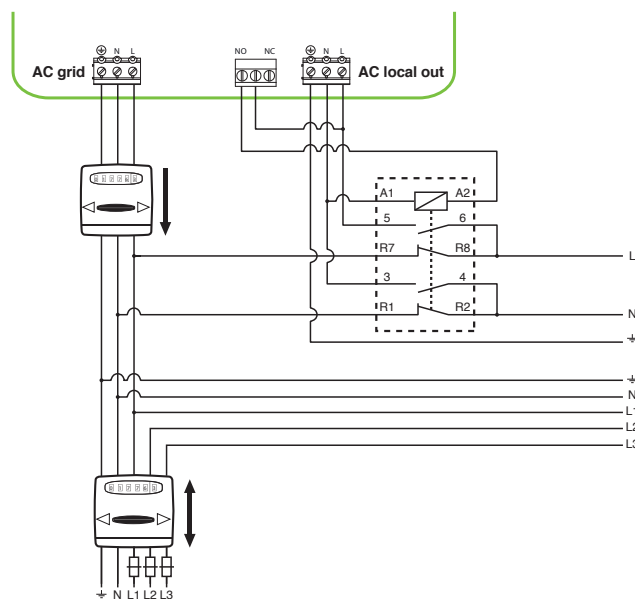 N L
NO NC
N L
AC grid
AC local out
A1 A2
5 6
R7 R8
L
3 4
R1 R2
N
N
L1
L2
L3
N L1 L2 L3